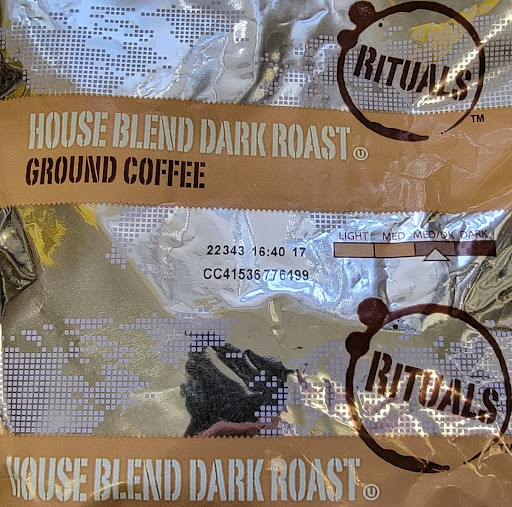 RITUALS
TM
HOUSE BLEND DARK ROAST U
GROUND COFFEE
LIGHT MED MED/DK DARK
22343 16:40 17
CC41536776499
RITUALS
HOUSE BLEND DARK ROAST U